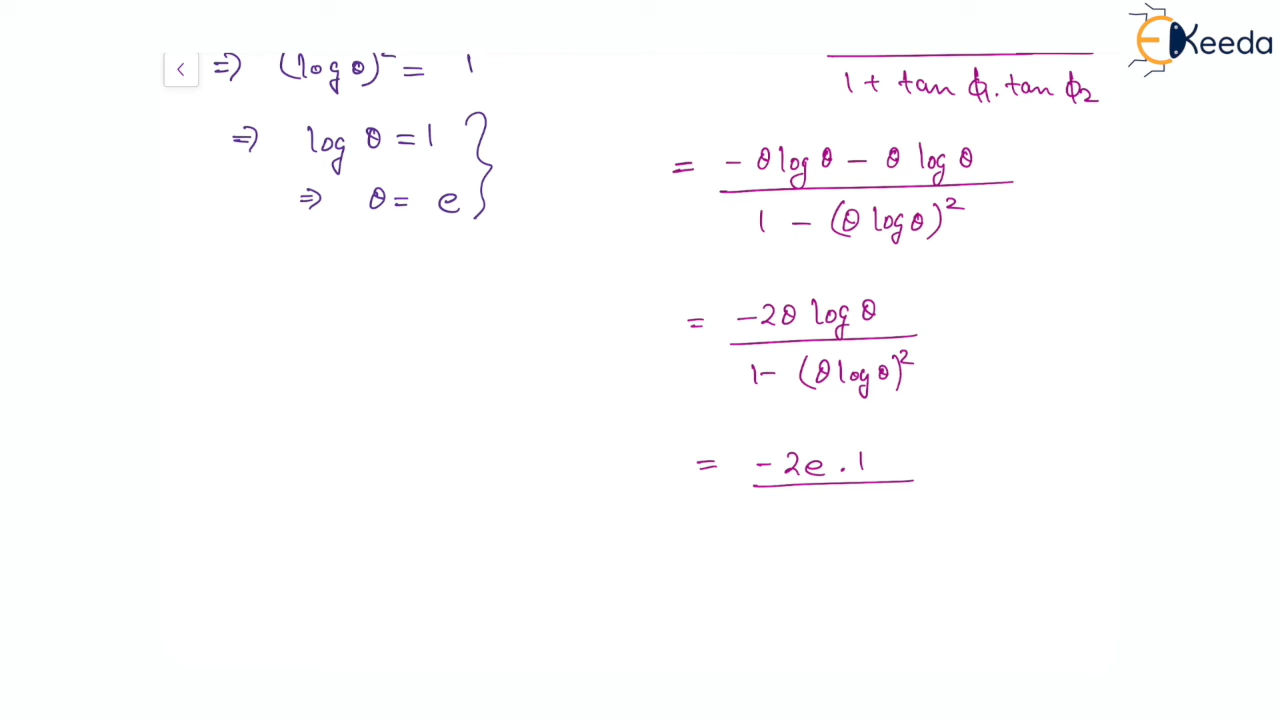 EKeeda
⇒ (log θ)² = 1
⇒ log θ = 1
⇒ θ = e
1 + tan ϕ1 . tan ϕ2
= - θ log θ - θ log θ
1 - (θ log θ)²
= -2θ log θ
1 - (θ log θ)²
= -2e . 1